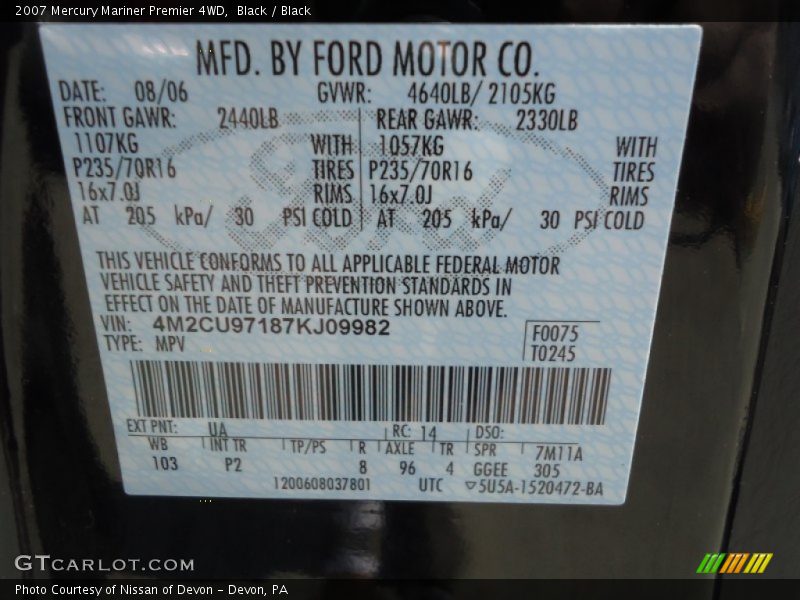 2007 Mercury Mariner Premier 4WD,  Black / Black
MFD. BY FORD MOTOR CO.
DATE: 08/06 GVWR: 4640LB/ 2105KG
FRONT GAWR: 2440LB REAR GAWR: 2330LB
1107KG WITH 1057KG WITH
P235/70R16 TIRES P235/70R16 TIRES
16x7.0J RIMS 16x7.0J RIMS
AT 205 kPa/ 30 PSI COLD AT 205 kPa/ 30 PSI COLD
THIS VEHICLE CONFORMS TO ALL APPLICABLE FEDERAL MOTOR
VEHICLE SAFETY AND THEFT PREVENTION STANDARDS IN
EFFECT ON THE DATE OF MANUFACTURE SHOWN ABOVE.
VIN: 4M2CU97187KJ09982 F0075
TYPE: MPV T0245
EXT PNT: UA RC: 14 DSO:
WB INT TR TP/PS R AXLE TR SPR 7M11A
103 P2 8 96 4 GGEE 305
1200608037801 UTC ▽5U5A-1520472-BA
Ford
GTCARLOT.COM
Photo Courtesy of Nissan of Devon - Devon, PA